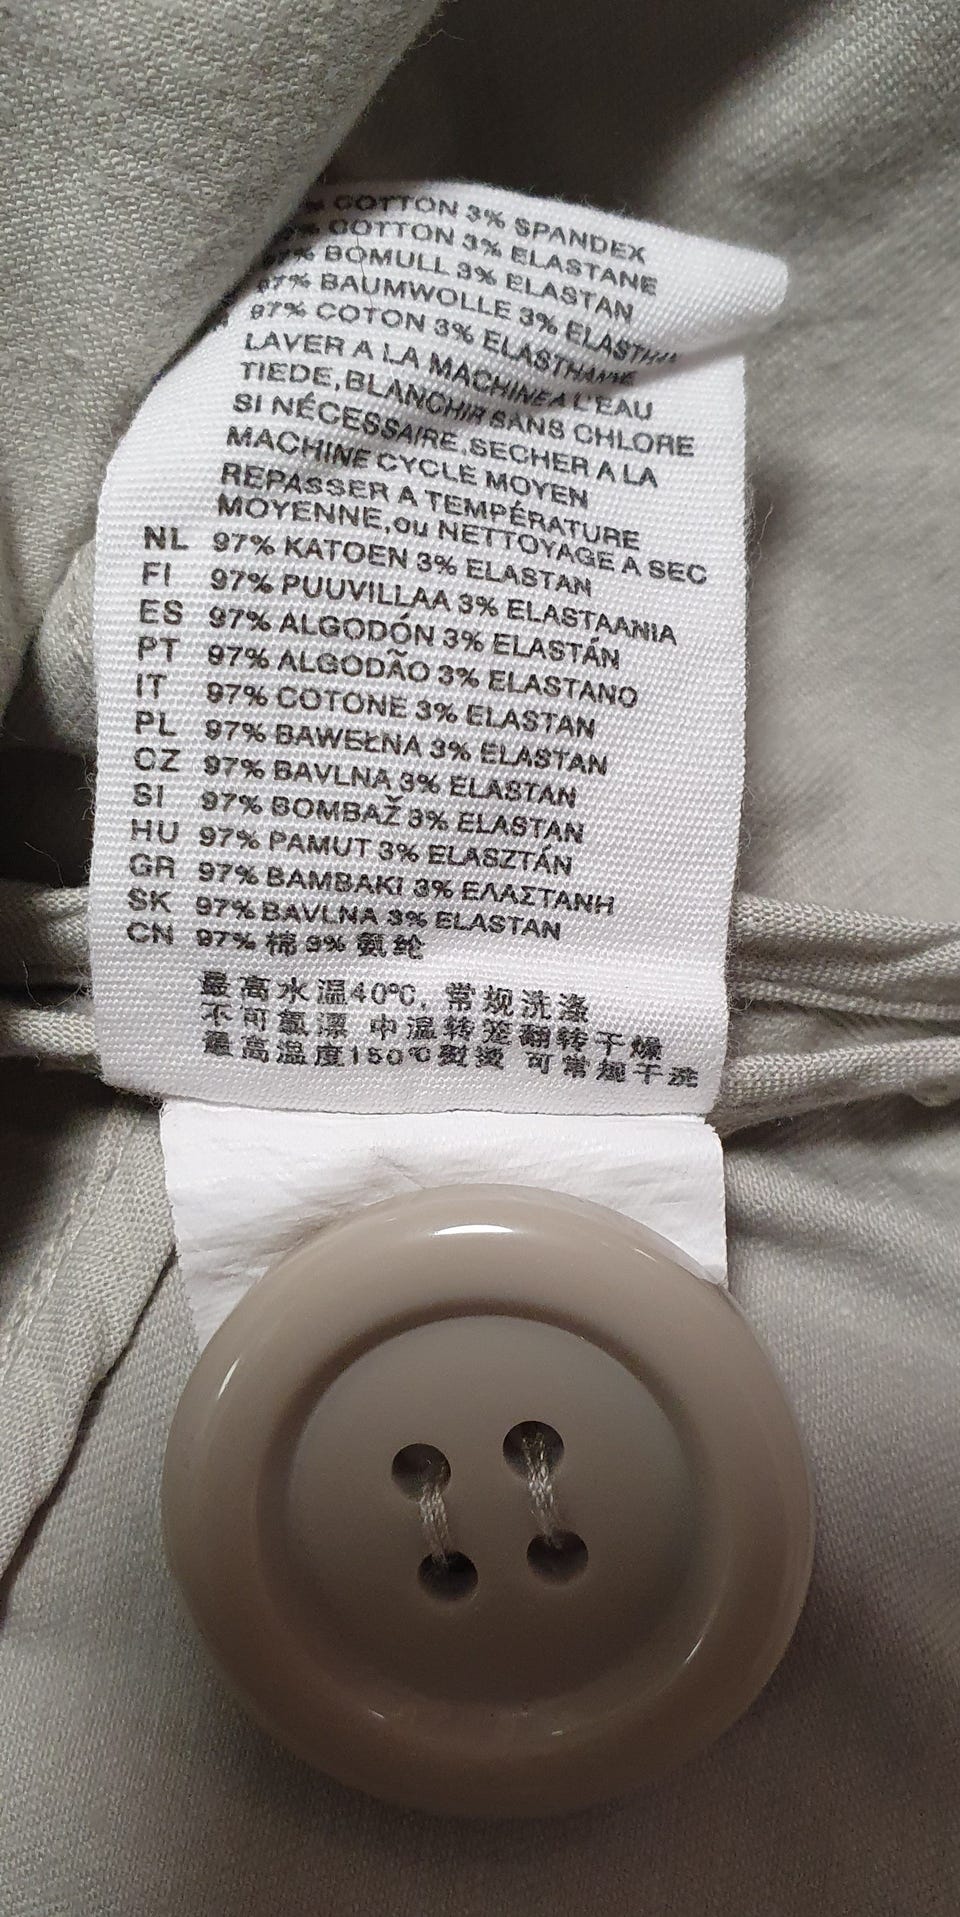 % COTTON 3% SPANDEX
% COTTON 3% ELASTANE
% BOMULL 3% ELASTAN
97% BAUMWOLLE 3% ELASTHAN
97% COTON 3% ELASTHANNE
LAVER A LA MACHINE A L'EAU
TIEDE, BLANCHIR SANS CHLORE
SI NÉCESSAIRE, SECHER A LA
MACHINE CYCLE MOYEN
REPASSER A TEMPÉRATURE
MOYENNE, ou NETTOYAGE A SEC
NL 97% KATOEN 3% ELASTAN
FI 97% PUUVILLAA 3% ELASTAANIA
ES 97% ALGODÓN 3% ELASTÁN
PT 97% ALGODÃO 3% ELASTANO
IT 97% COTONE 3% ELASTAN
PL 97% BAWEŁNA 3% ELASTAN
CZ 97% BAVLNA 3% ELASTAN
SI 97% BOMBAŽ 3% ELASTAN
HU 97% PAMUT 3% ELASZTÁN
GR 97% BAMBAKI 3% ΕΛΑΣΤΑΝΗ
SK 97% BAVLNA 3% ELASTAN
CN 97% 棉 3% 氨纶
最高水温40℃, 常规洗涤
不可氯漂 中温转笼翻转干燥
最高温度150℃熨烫 可常规干洗